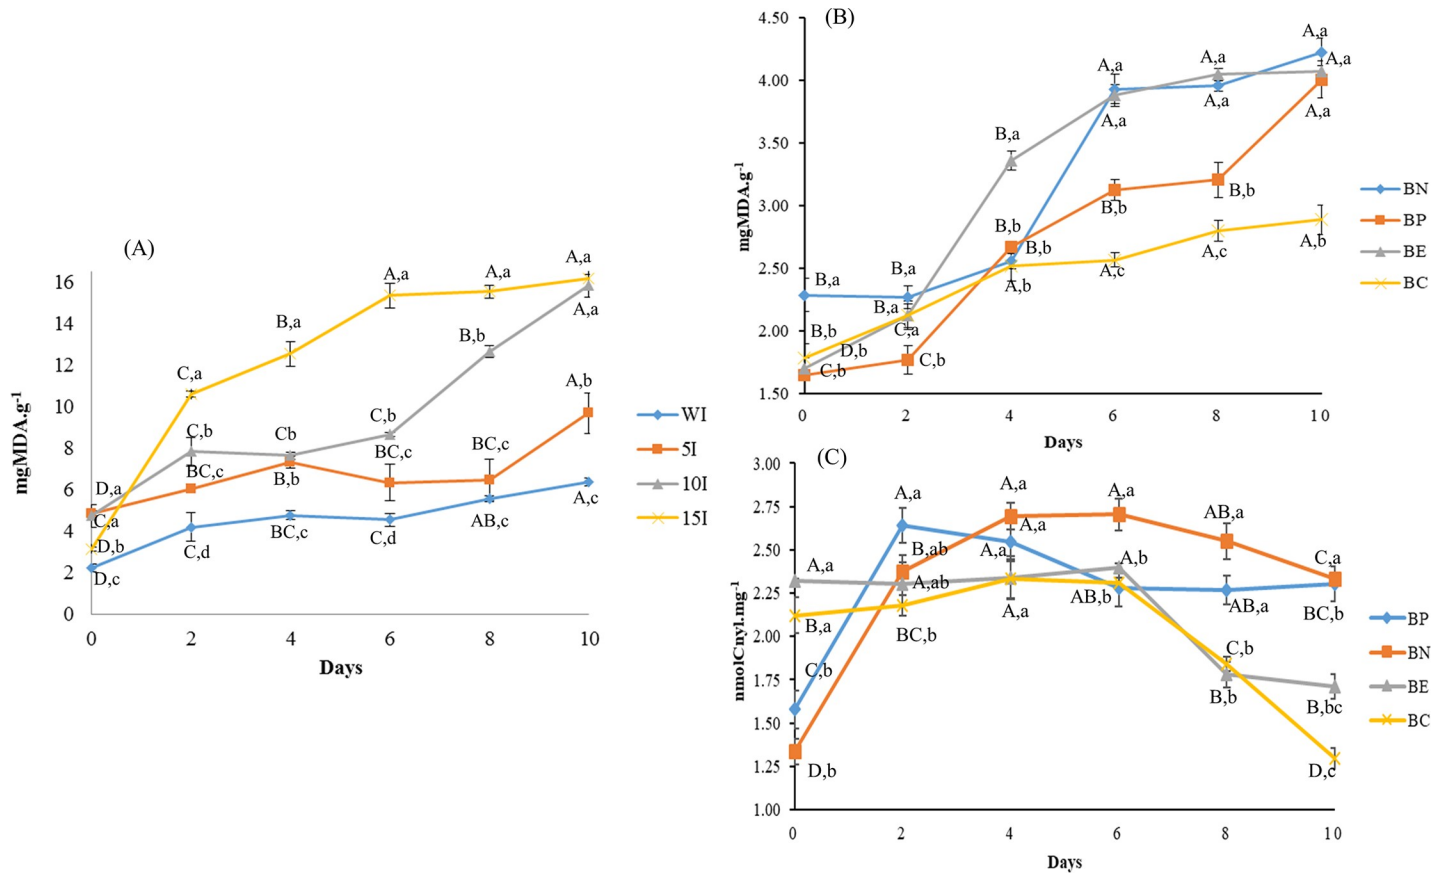 (A)
mgMDA.g-1
16
14
12
10
8
6
4
2
0
0 2 4 6 8 10
Days
A,a
A,a
A,a
A,a
B,a
B,b
C,a
A,b
C,b
C,b
Cb
BC,c
BC,c
BC,c
B,b
D,a
C,a
D,b
D,c
C,d
BC,c
C,d
AB,c
A,c
WI
5I
10I
15I
(B)
mgMDA.g-1
4.50
4.00
3.50
3.00
2.50
2.00
1.50
0 2 4 6 8 10
Days
A,a
A,a
A,a
A,a
A,a
A,a
A,a
B,a
B,b
B,b
B,b
B,b
A,b
A,c
A,c
A,b
B,a
B,a
B,a
B,b
C,a
D,b
C,b
C,b
BN
BP
BE
BC
(C)
nmolCnyl.mg-1
3.00
2.75
2.50
2.25
2.00
1.75
1.50
1.25
1.00
0 2 4 6 8 10
Days
A,a
A,a
A,a
A,a
AB,a
B,ab
A,a
C,a
A,a
A,ab
A,b
B,a
BC,b
A,a
AB,b
AB,a
BC,b
C,b
C,b
B,b
B,bc
D,b
D,c
BP
BN
BE
BC